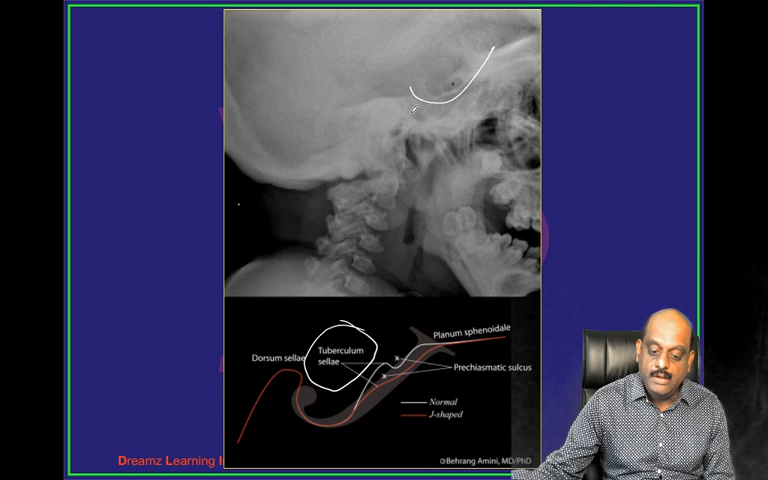 Planum sphenoidale
Dorsum sellae
Tuberculum
sellae
Prechiasmatic sulcus
Normal
J-shaped
Dreamz Learning
©Behrang Amini, MD/PhD